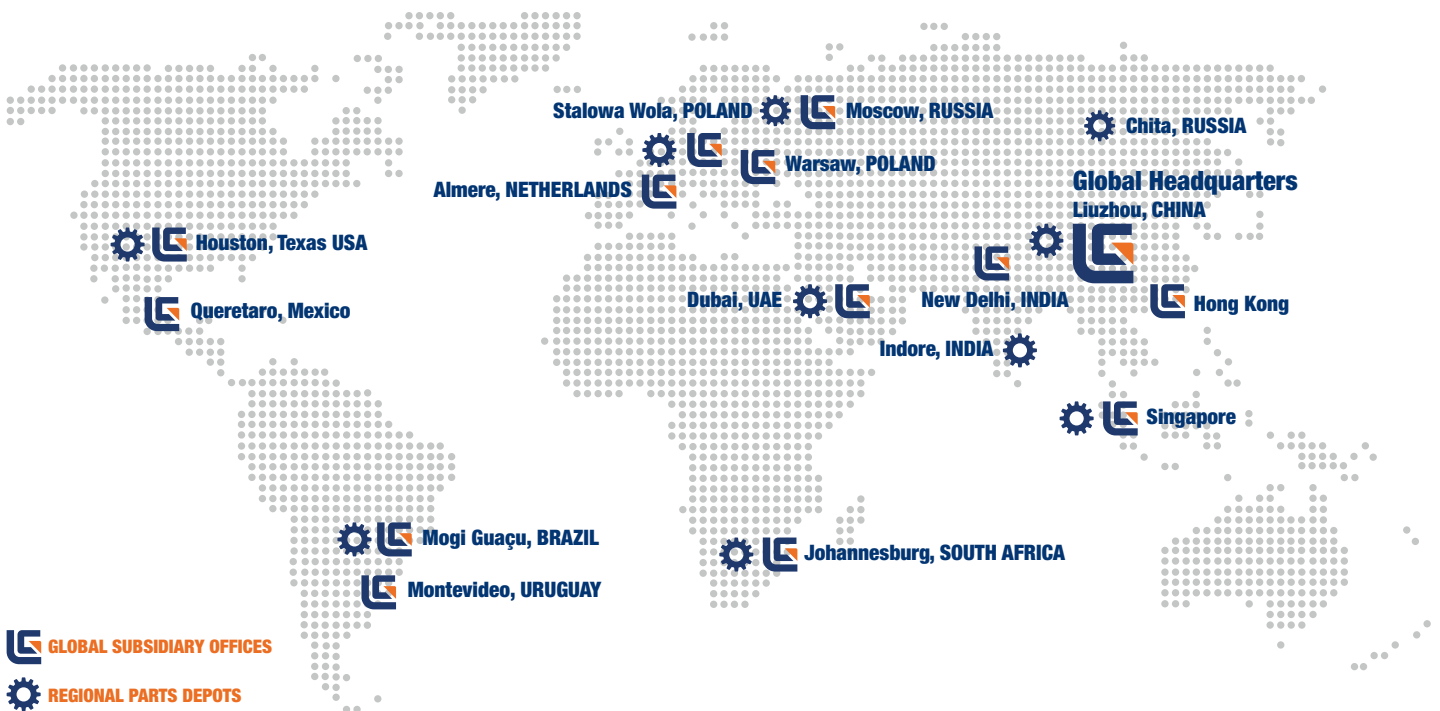 Stalowa Wola, POLAND
Moscow, RUSSIA
Chita, RUSSIA
Warsaw, POLAND
Almere, NETHERLANDS
Global Headquarters
Liuzhou, CHINA
Houston, Texas USA
Queretaro, Mexico
Dubai, UAE
New Delhi, INDIA
Hong Kong
Indore, INDIA
Singapore
Mogi Guaçu, BRAZIL
Johannesburg, SOUTH AFRICA
Montevideo, URUGUAY
GLOBAL SUBSIDIARY OFFICES
REGIONAL PARTS DEPOTS